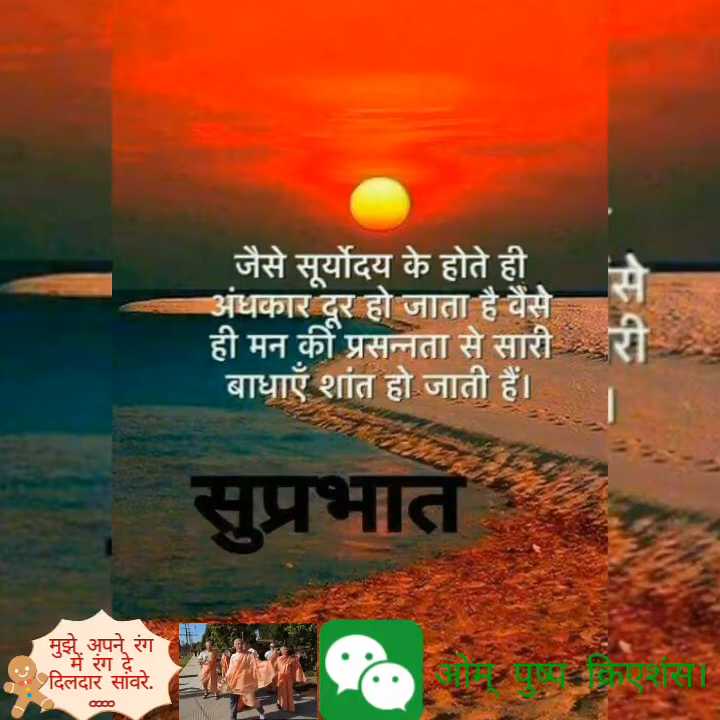 जैसे सूर्योदय के होते ही
अंधकार दूर हो जाता है वैसे
ही मन की प्रसन्नता से सारी
बाधाएँ शांत हो जाती हैं।
से
री
।
सुप्रभात
मुझे अपने रंग
में रंग दे
दिलदार सांवरे.
ओम् पुष्प क्रिएशंस।